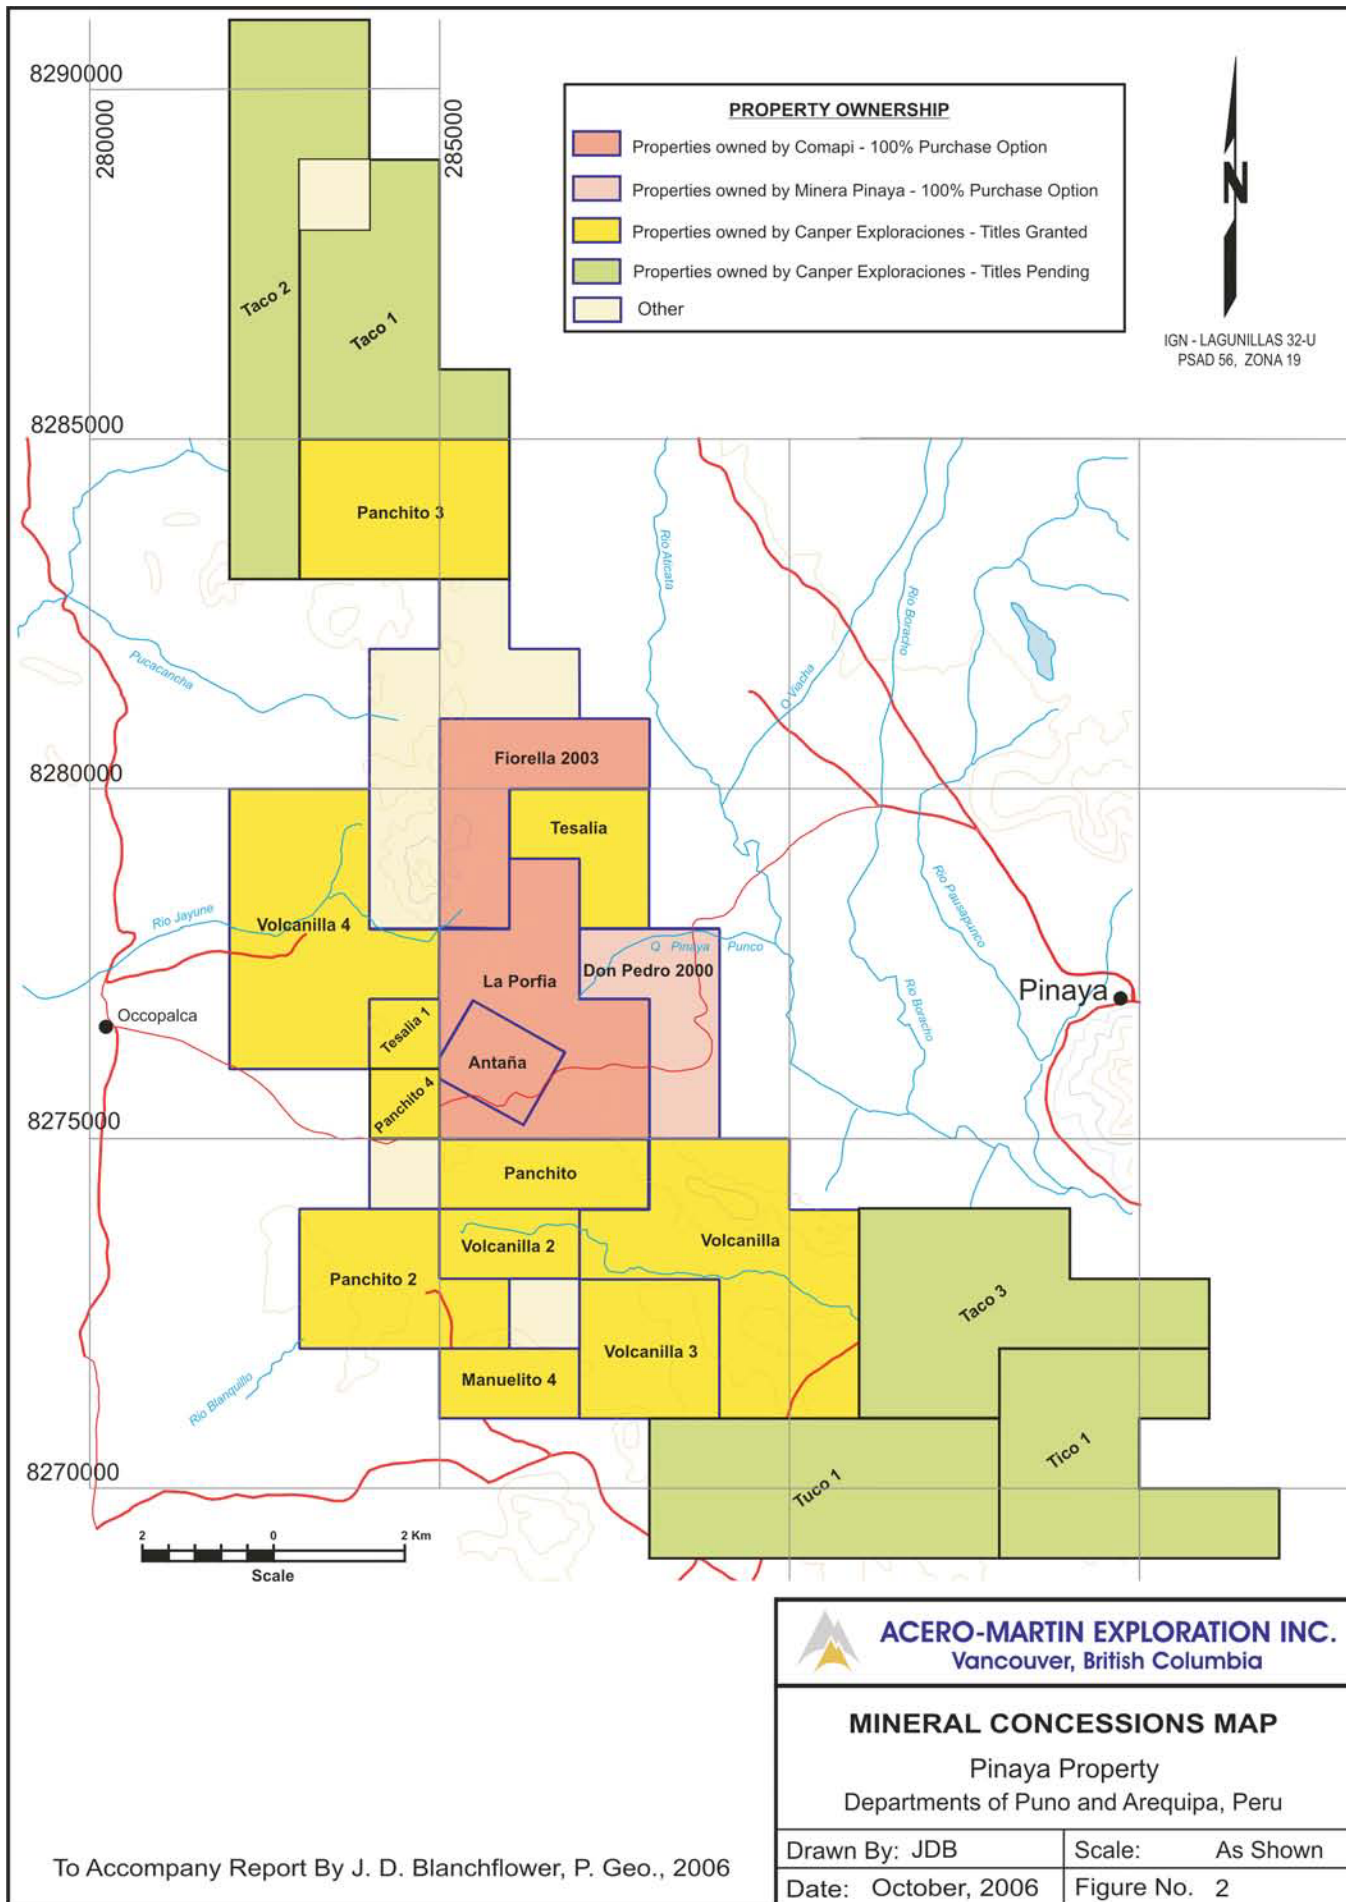 8290000
280000
285000
PROPERTY OWNERSHIP
Properties owned by Comapi - 100% Purchase Option
Properties owned by Minera Pinaya - 100% Purchase Option
Properties owned by Canper Exploraciones - Titles Granted
Properties owned by Canper Exploraciones - Titles Pending
Other
N
IGN - LAGUNILLAS 32-U
PSAD 56, ZONA 19
Taco 2
Taco 1
8285000
Panchito 3
Rio Aticata
Rio Boracho
Pucacancha
Q Viacha
Fiorella 2003
8280000
Tesalia
Rio Jayune
Volcanilla 4
Rio Pausapunco
Q Pinaya Punco
Don Pedro 2000
La Porfia
Pinaya
Rio Boracho
Occopalca
Tesalia 1
Antaña
Panchito 4
8275000
Panchito
Volcanilla 2
Volcanilla
Panchito 2
Taco 3
Volcanilla 3
Manuelito 4
Rio Blanquillo
Tico 1
8270000
Tuco 1
2 0 2 Km
Scale
ACERO-MARTIN EXPLORATION INC.
Vancouver, British Columbia
MINERAL CONCESSIONS MAP
Pinaya Property
Departments of Puno and Arequipa, Peru
Drawn By: JDB
Scale: As Shown
To Accompany Report By J. D. Blanchflower, P. Geo., 2006
Date: October, 2006
Figure No. 2